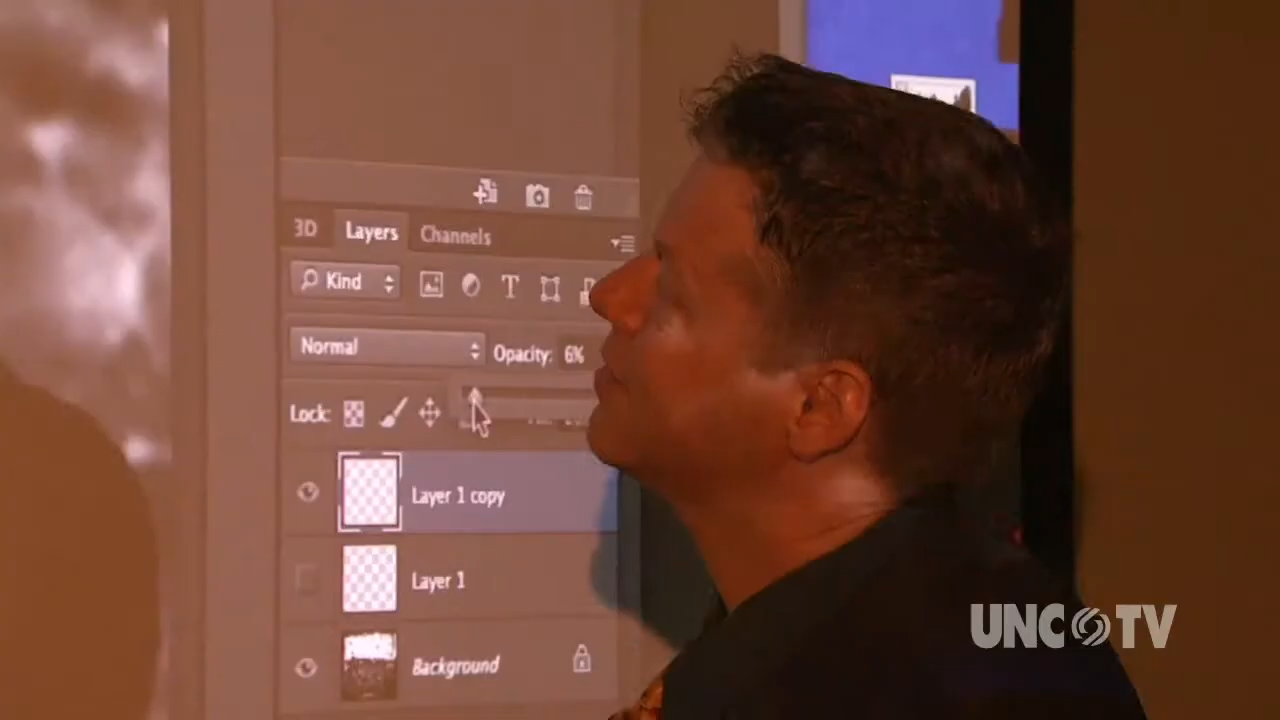 3D Layers Channels
Kind T
Normal Opacity: 6%
Lock:
Layer 1 copy
Layer 1
Background
UNC TV